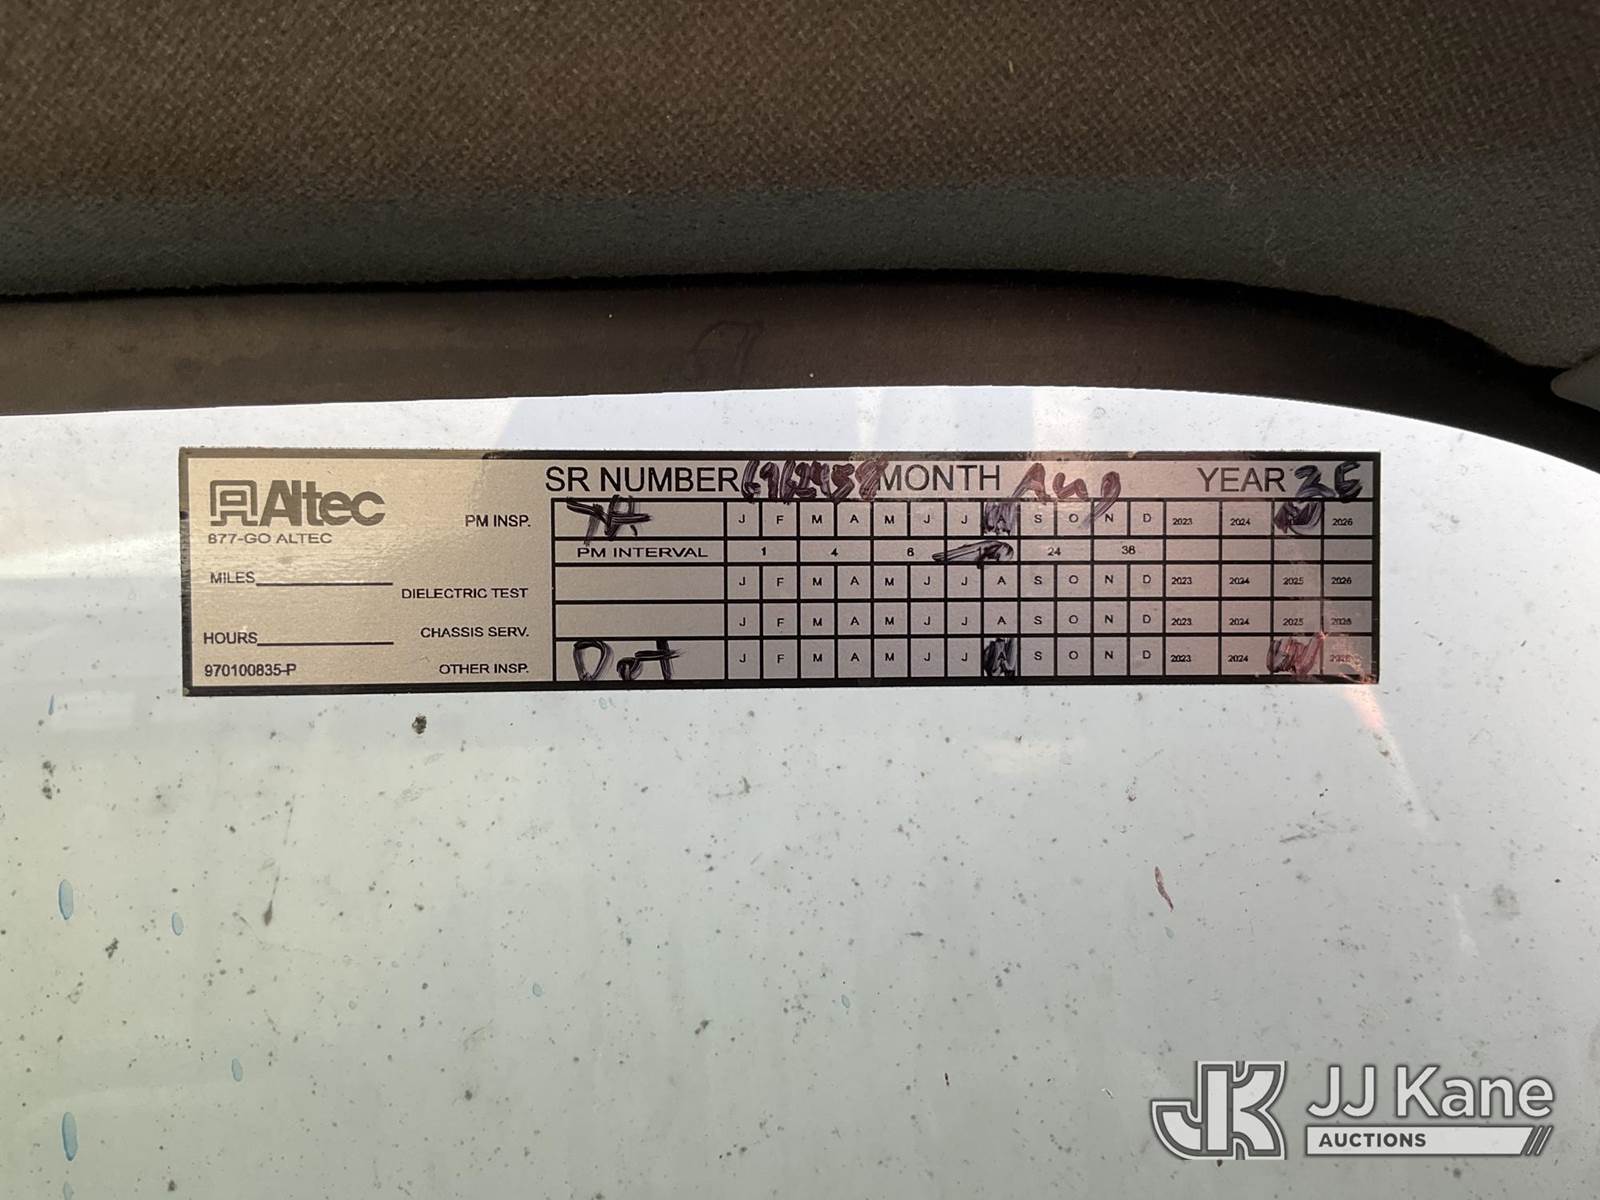 Altec
877-GO ALTEC
MILES
HOURS
970100835-P
SR NUMBER MONTH Aug YEAR
PM INSP. J F M A M J J S O N D 2023 2024 2026
PM INTERVAL 1 4 6 24 36
DIELECTRIC TEST J F M A M J J A S O N D 2023 2024 2025 2026
CHASSIS SERV. J F M A M J J A S O N D 2023 2024 2025 2026
OTHER INSP. Dot J F M A M J J S O N D 2023 2024 2026
JK JJ Kane
AUCTIONS